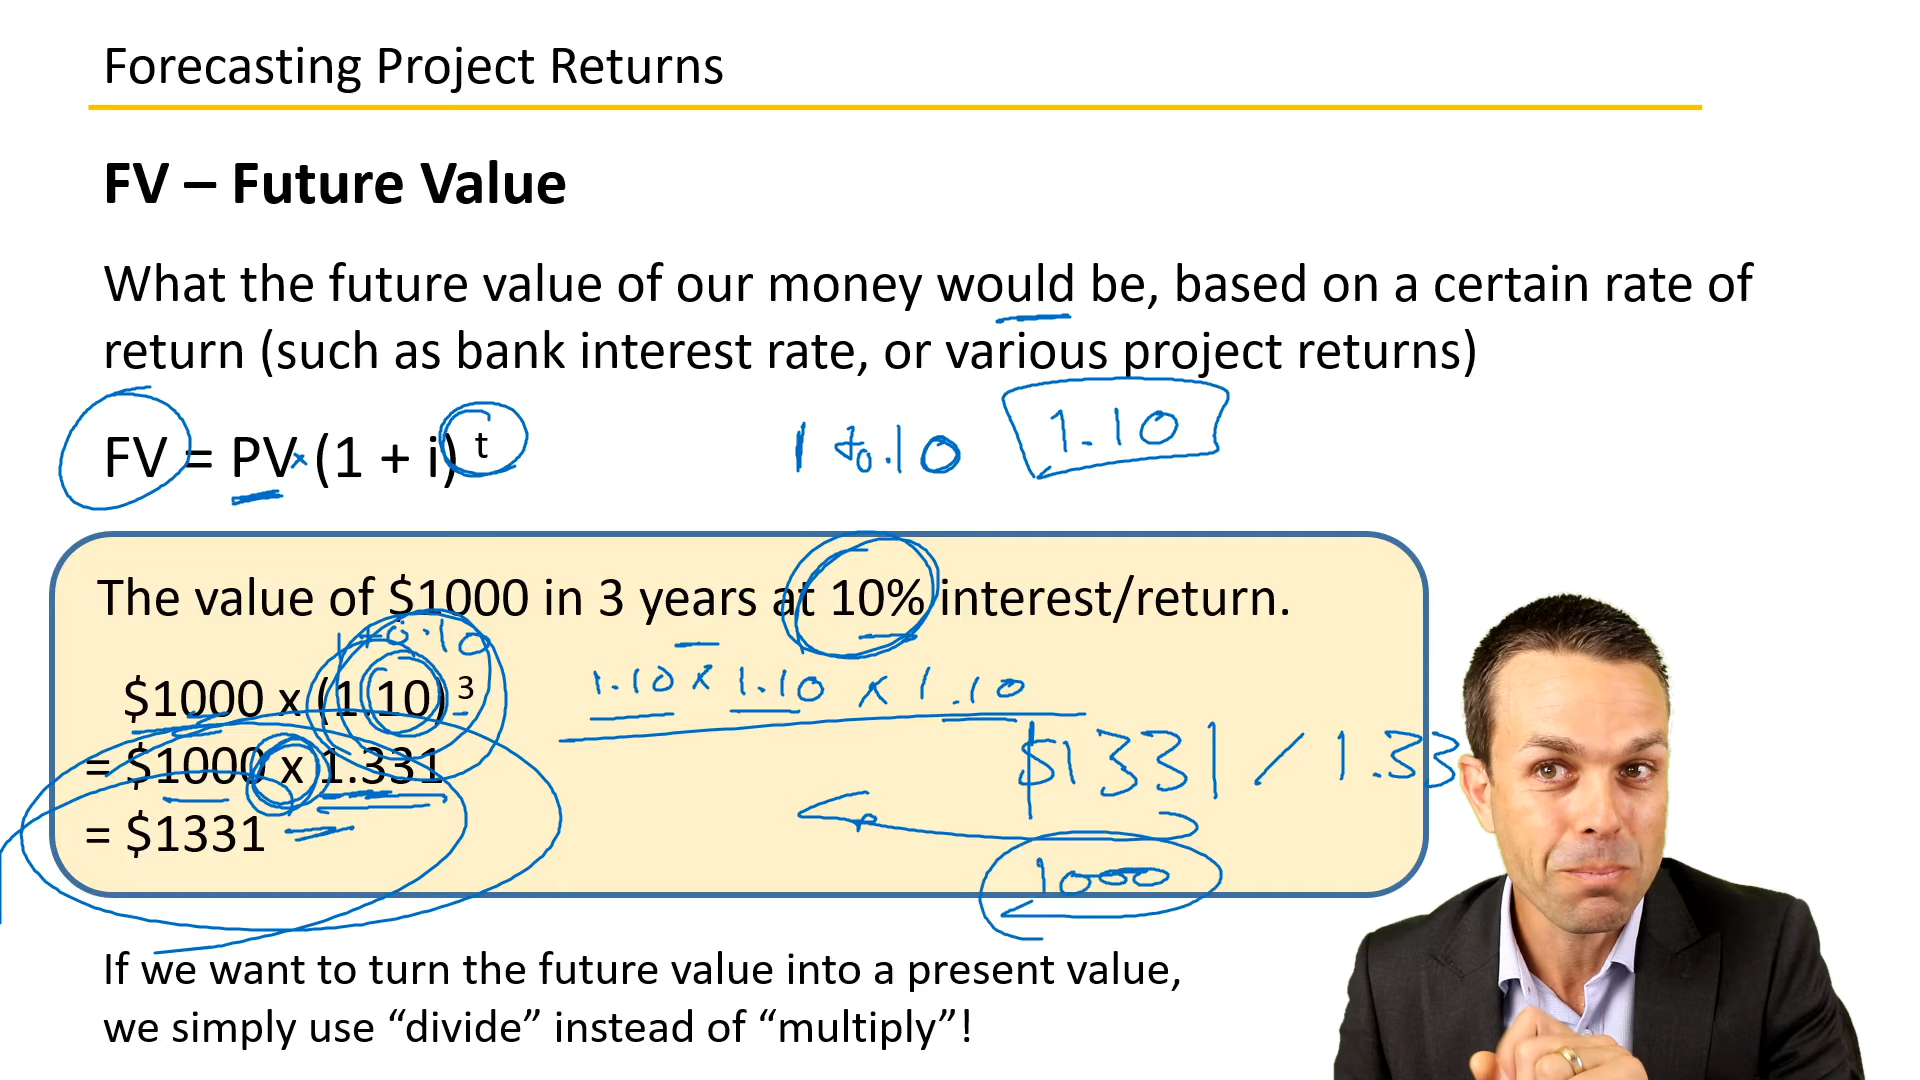 Forecasting Project Returns
FV – Future Value
What the future value of our money would be, based on a certain rate of
return (such as bank interest rate, or various project returns)
FV = PV x (1 + i) t
1 + 0.10
1.10
The value of $1000 in 3 years at 10% interest/return.
1+0.10
$1000 x (1.10) 3
1.10 x 1.10 x 1.10
= $1000 x 1.331
$1331 / 1.33
= $1331
1000
If we want to turn the future value into a present value,
we simply use “divide” instead of “multiply”!